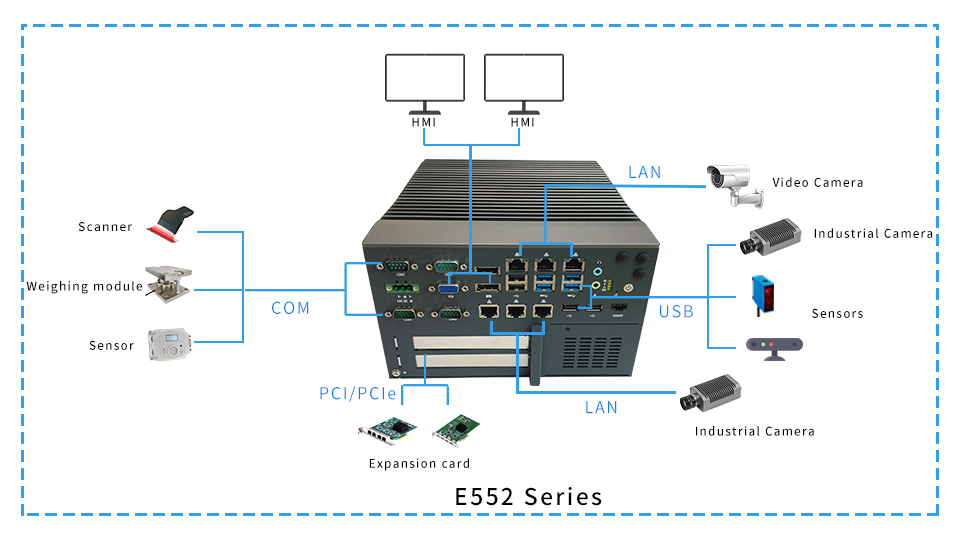 HMI HMI
LAN
Video Camera
Scanner
Industrial Camera
Weighing module
COM
USB
Sensors
Sensor
PCI/PCIe
LAN
Industrial Camera
Expansion card
E552 Series